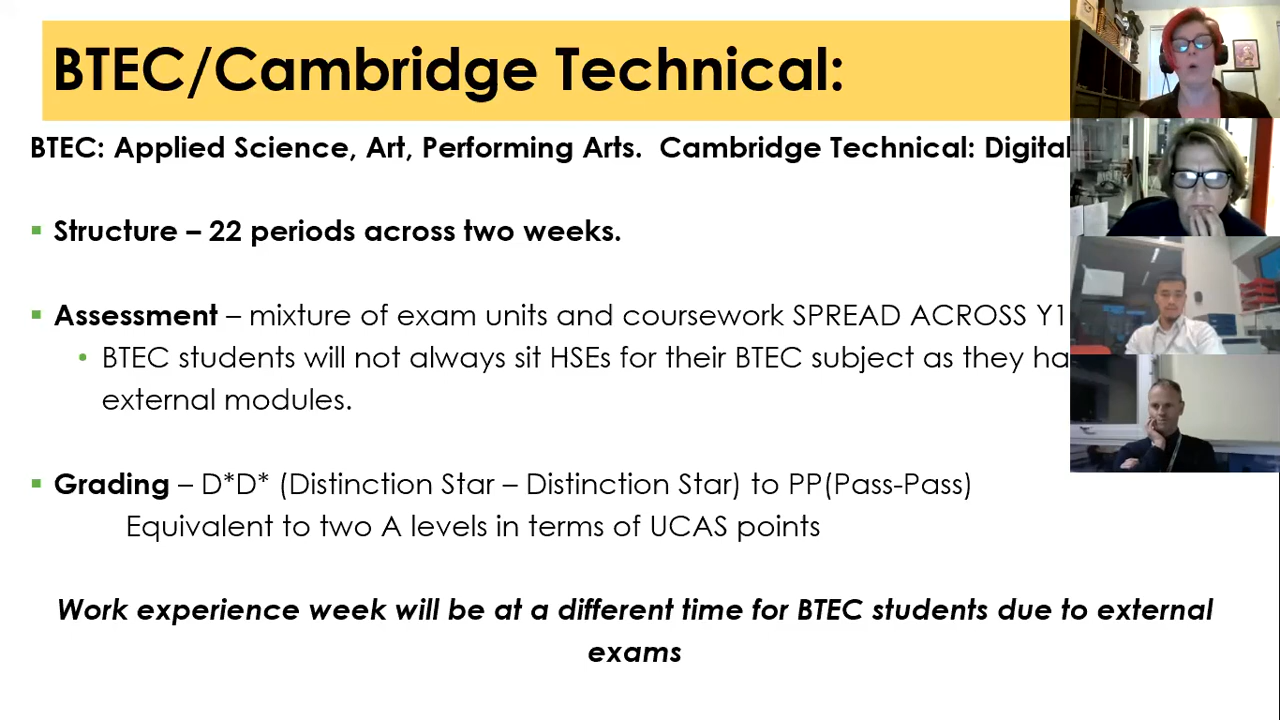 BTEC/Cambridge Technical:
BTEC: Applied Science, Art, Performing Arts. Cambridge Technical: Digital
▪ Structure – 22 periods across two weeks.
▪ Assessment – mixture of exam units and coursework SPREAD ACROSS Y1
• BTEC students will not always sit HSEs for their BTEC subject as they ha
external modules.
▪ Grading – D*D* (Distinction Star – Distinction Star) to PP(Pass-Pass)
Equivalent to two A levels in terms of UCAS points
Work experience week will be at a different time for BTEC students due to external
exams